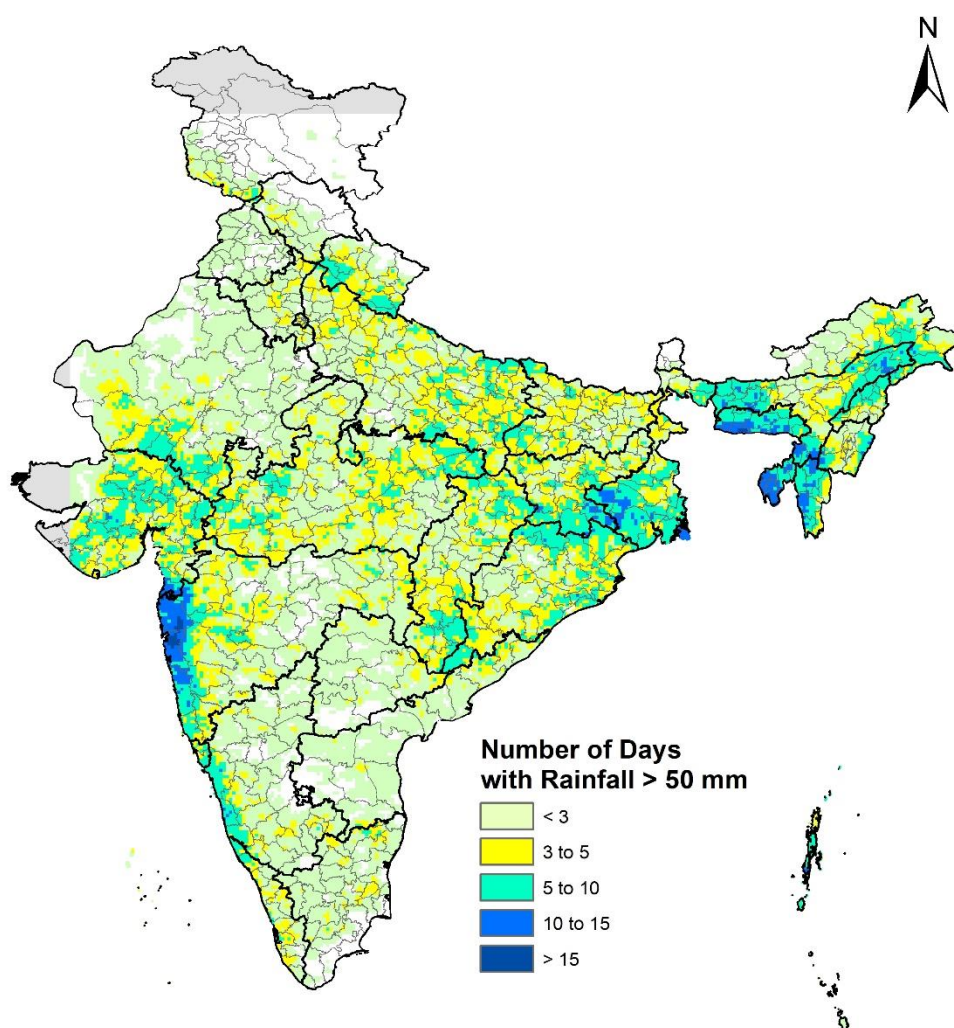 N
Number of Days
with Rainfall > 50 mm
< 3
3 to 5
5 to 10
10 to 15
> 15